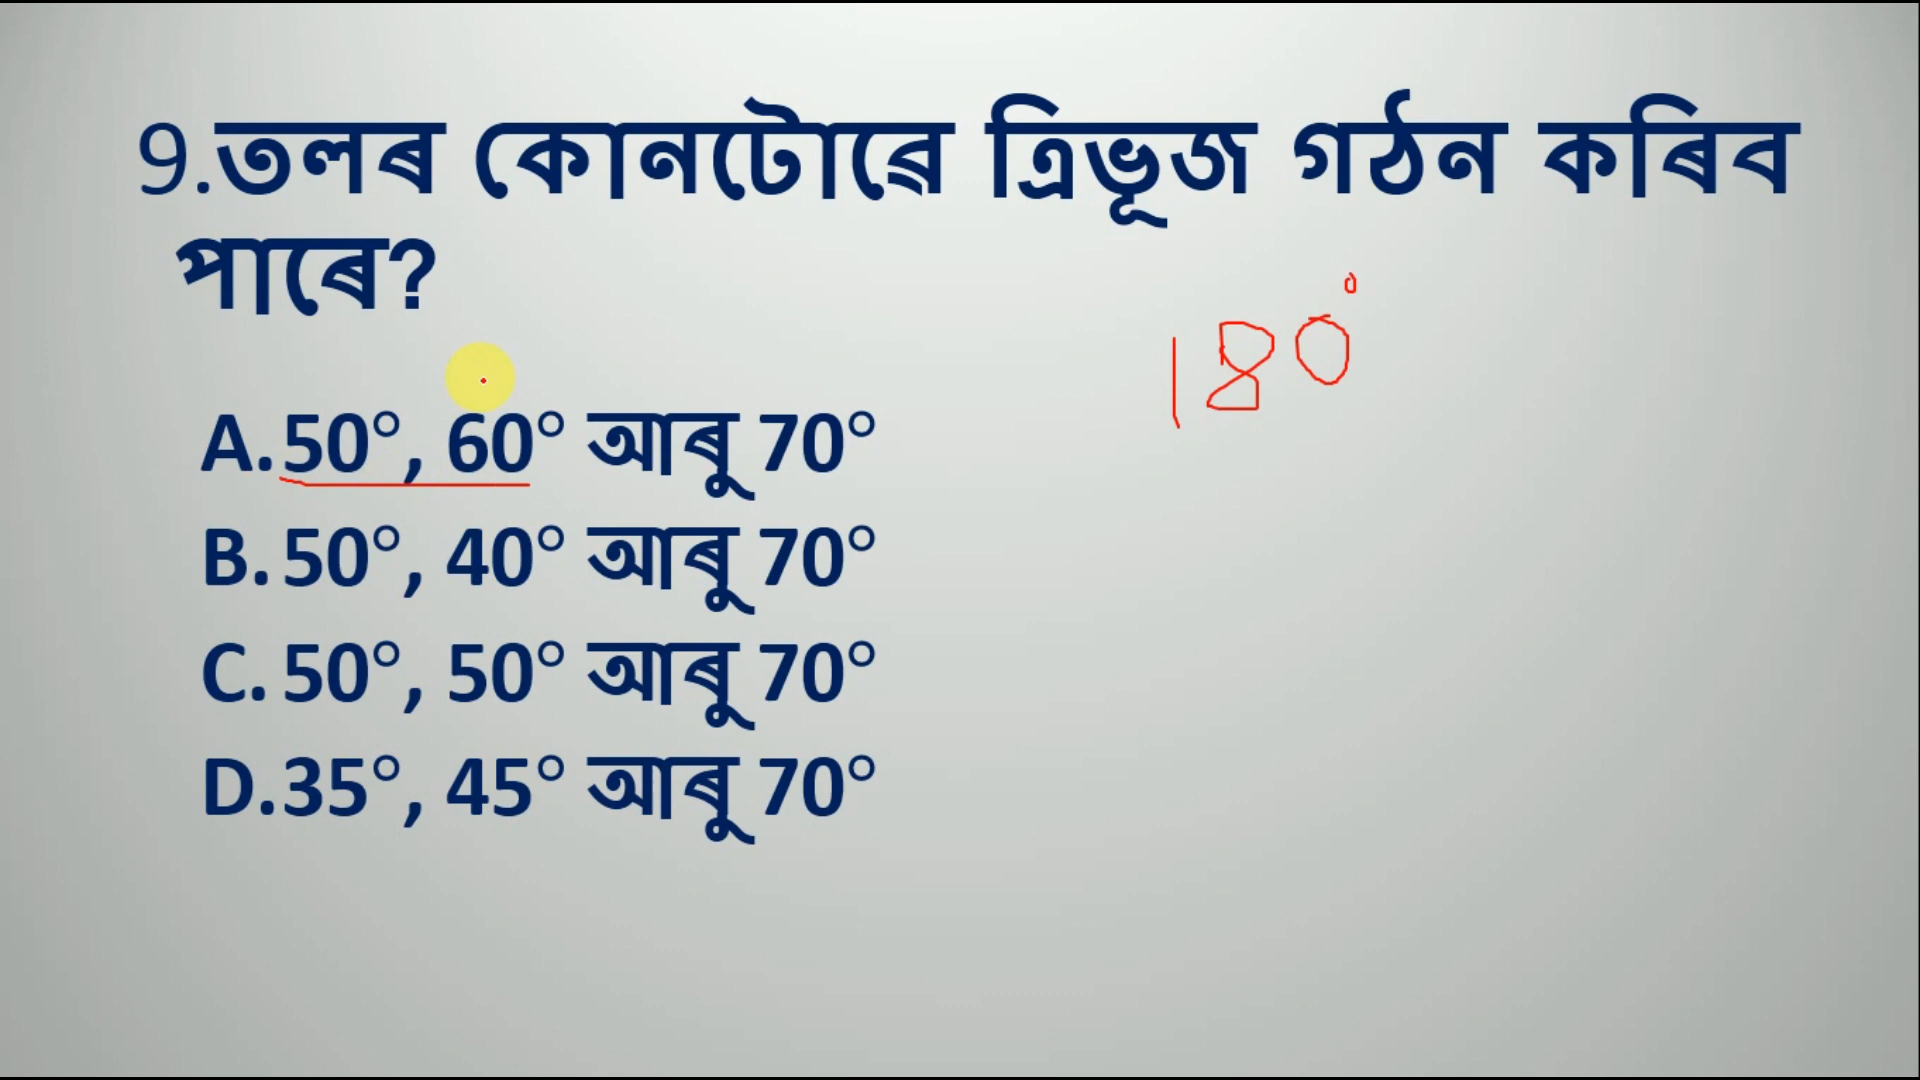 9.তলৰ কোনটোৱে ত্ৰিভূজ গঠন কৰিব
পাৰে?
180°
A.50°, 60° আৰু 70°
B.50°, 40° আৰু 70°
C.50°, 50° আৰু 70°
D.35°, 45° আৰু 70°